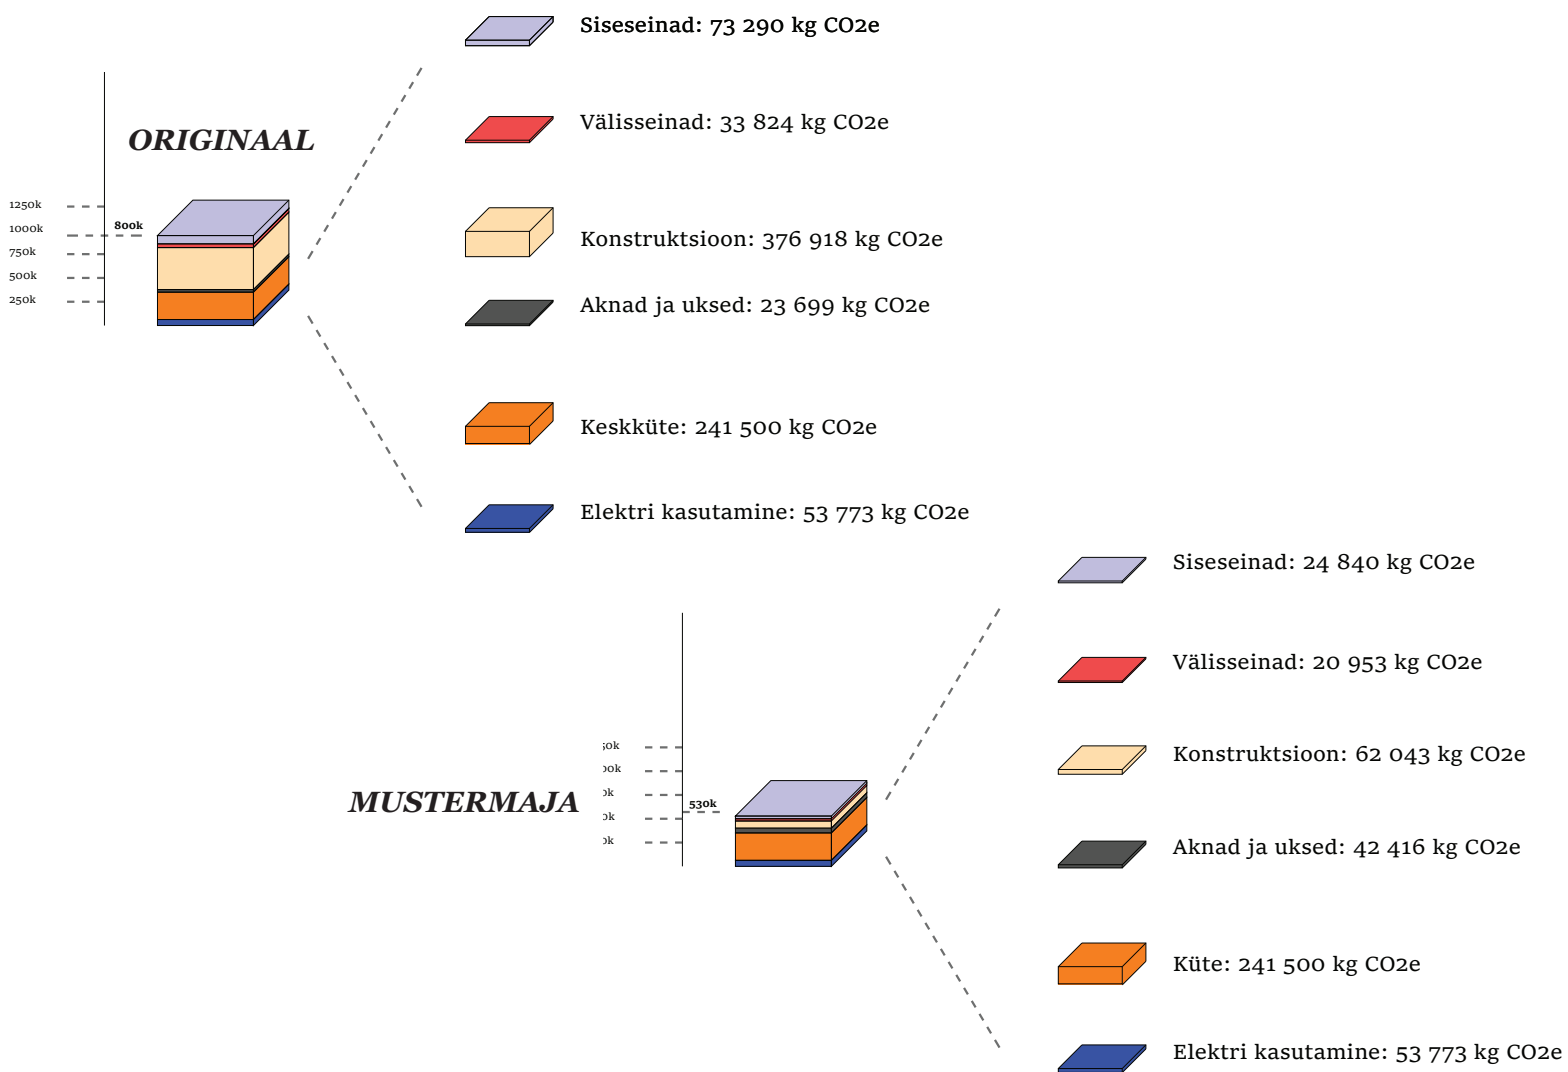 Siseseinad: 73 290 kg CO2e
Välisseinad: 33 824 kg CO2e
ORIGINAAL
1250k
1000k
800k
750k
500k
250k
Konstruktsioon: 376 918 kg CO2e
Aknad ja uksed: 23 699 kg CO2e
Keskküte: 241 500 kg CO2e
Elektri kasutamine: 53 773 kg CO2e
Siseseinad: 24 840 kg CO2e
Välisseinad: 20 953 kg CO2e
MUSTERMAJA
530k
Konstruktsioon: 62 043 kg CO2e
Aknad ja uksed: 42 416 kg CO2e
Küte: 241 500 kg CO2e
Elektri kasutamine: 53 773 kg CO2e